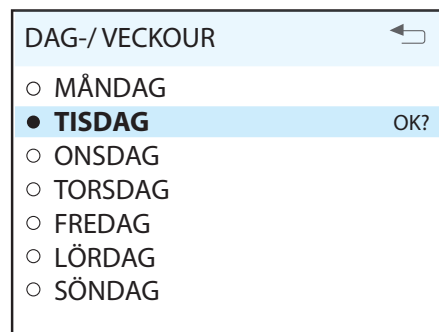 DAG-/ VECKOUR
MÅNDAG
TISDAG OK?
ONSDAG
TORSDAG
FREDAG
LÖRDAG
SÖNDAG